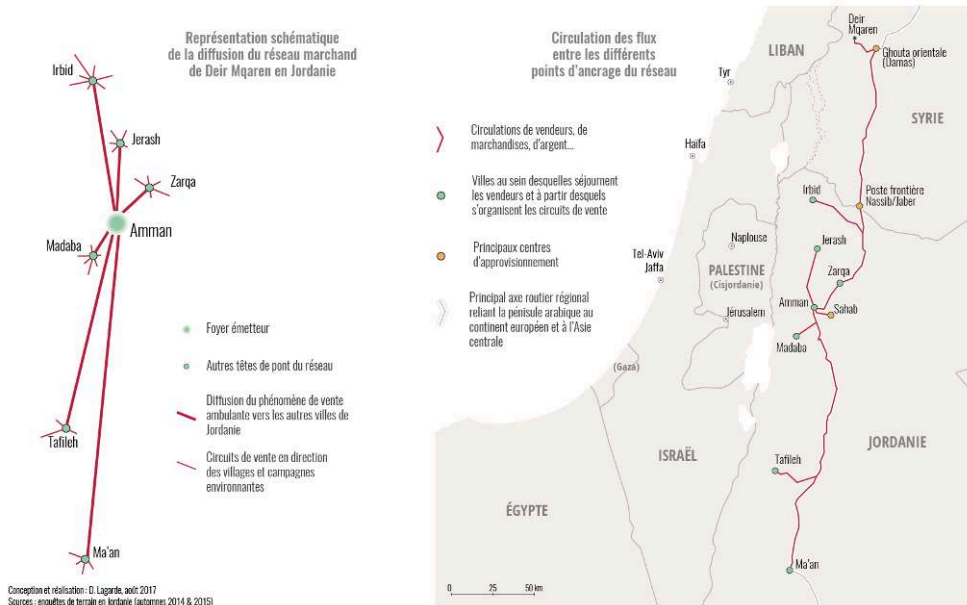 Représentation schématique
de la diffusion du réseau marchand
de Deir Mqaren en Jordanie
Irbid
Jerash
Zarqa
Amman
Madaba
Tafileh
Ma'an
Foyer émetteur
Autres têtes de pont du réseau
Diffusion du phénomène de vente
ambulante vers les autres villes de
Jordanie
Circuits de vente en direction
des villages et campagnes
environnantes
Conception et réalisation : D. Lagarde, août 2017
Sources : enquêtes de terrain en Jordanie (automnes 2014 & 2015)
Circulation des flux
entre les différents
points d'ancrage du réseau
Circulations de vendeurs, de
marchandises, d'argent...
Villes au sein desquelles séjournent
les vendeurs et à partir desquels
s'organisent les circuits de vente
Principaux centres
d'approvisionnement
Principal axe routier régional
reliant la pénisule arabique au
continent européen et à l'Asie
centrale
Deir
Mqaren
Ghouta orientale
(Damas)
LIBAN
Tyr
SYRIE
Haïfa
Irbid
Poste frontière
Nassib/Jaber
Jerash
Naplouse
Tel-Aviv
Jaffa
PALESTINE
(Cisjordanie)
Zarqa
Amman
Sahab
Jérusalem
Madaba
(Gaza)
JORDANIE
ISRAËL
Tafileh
ÉGYPTE
Ma'an
0 25 50 km